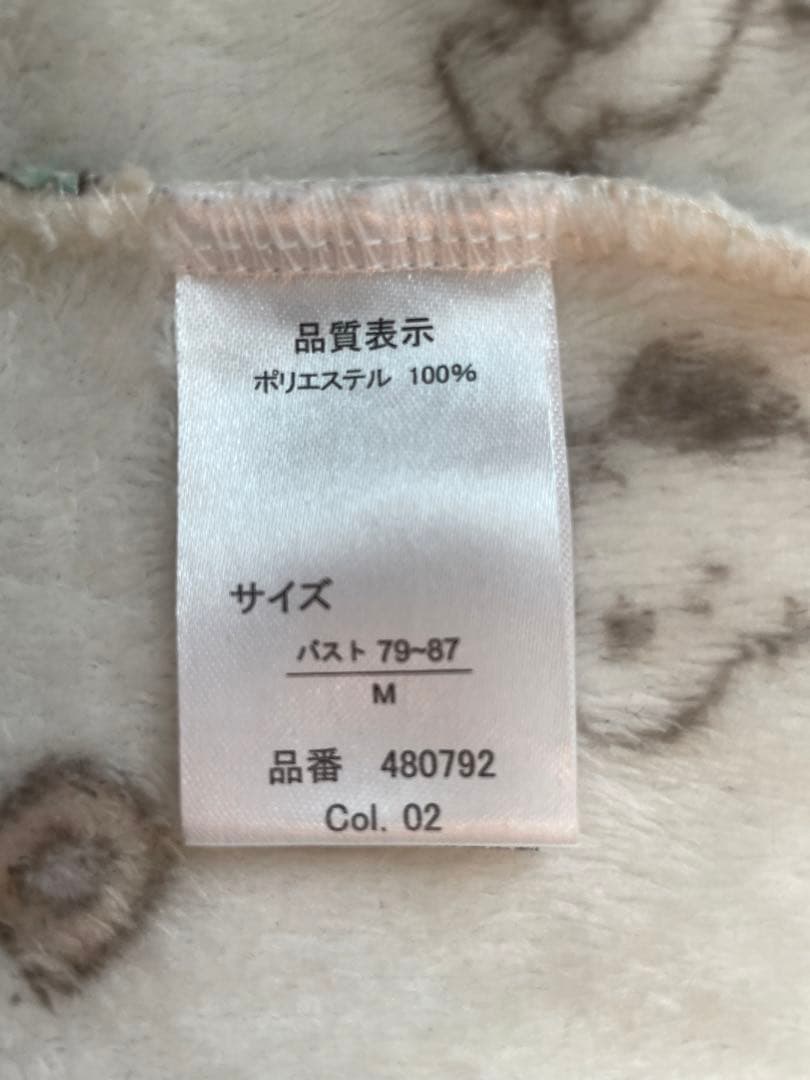 品質表示
ポリエステル 100%
サイズ
バスト 79~87
M
品番 480792
Col. 02